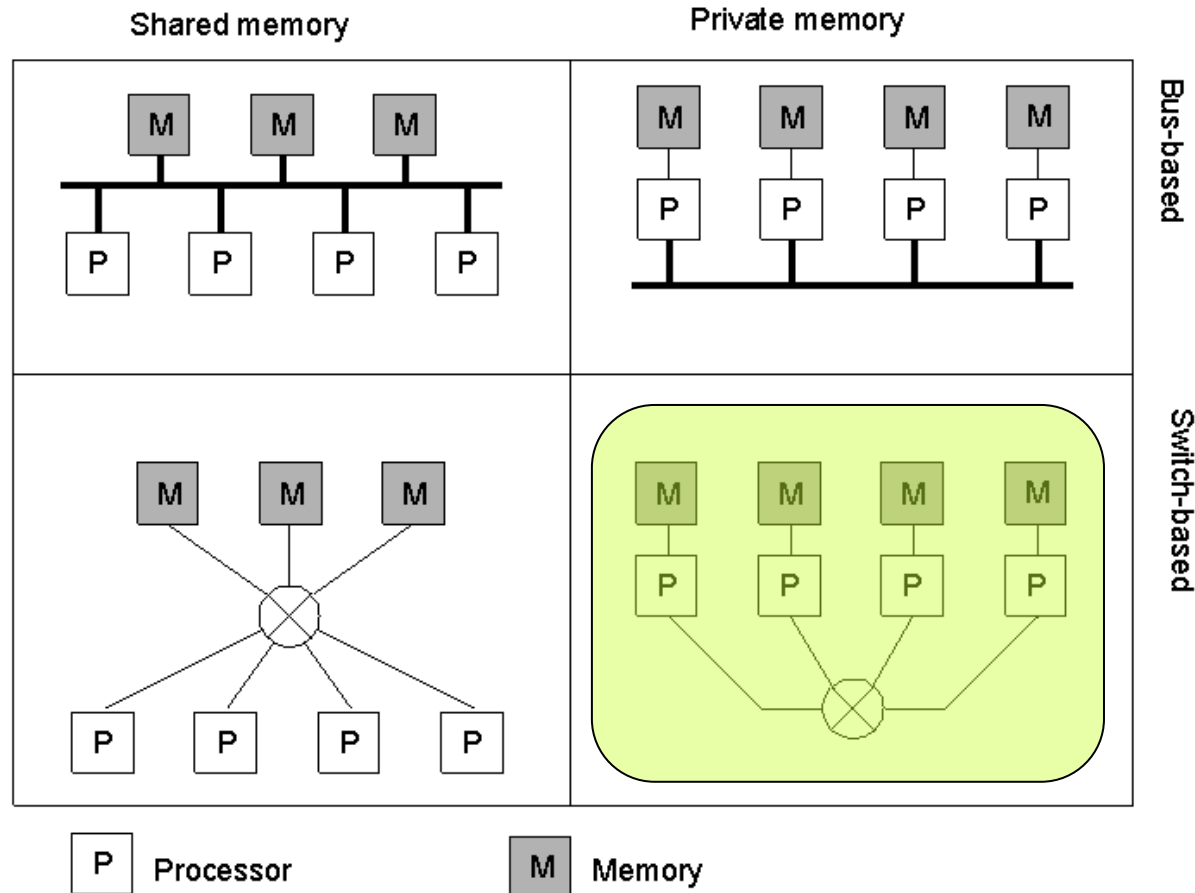 Shared memory
Private memory
M M M
P P P P
M M M M
P P P P
Bus-based
M M M
P P P P
M M M M
P P P P
Switch-based
P Processor
M Memory